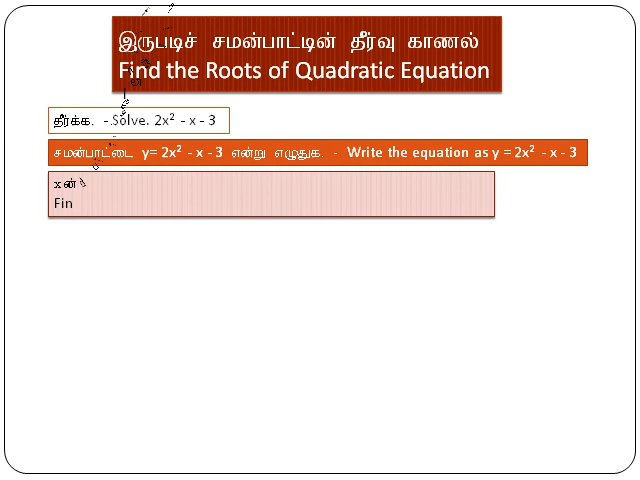 இருபடிச் சமன்பாட்டின் தீர்வு காணல்
Find the Roots of Quadratic Equation
தீர்க்க. - Solve. 2x² - x - 3
சமன்பாட்டை y= 2x² - x - 3 என்று எழுதுக. - Write the equation as y = 2x² - x - 3
xன்
Fin